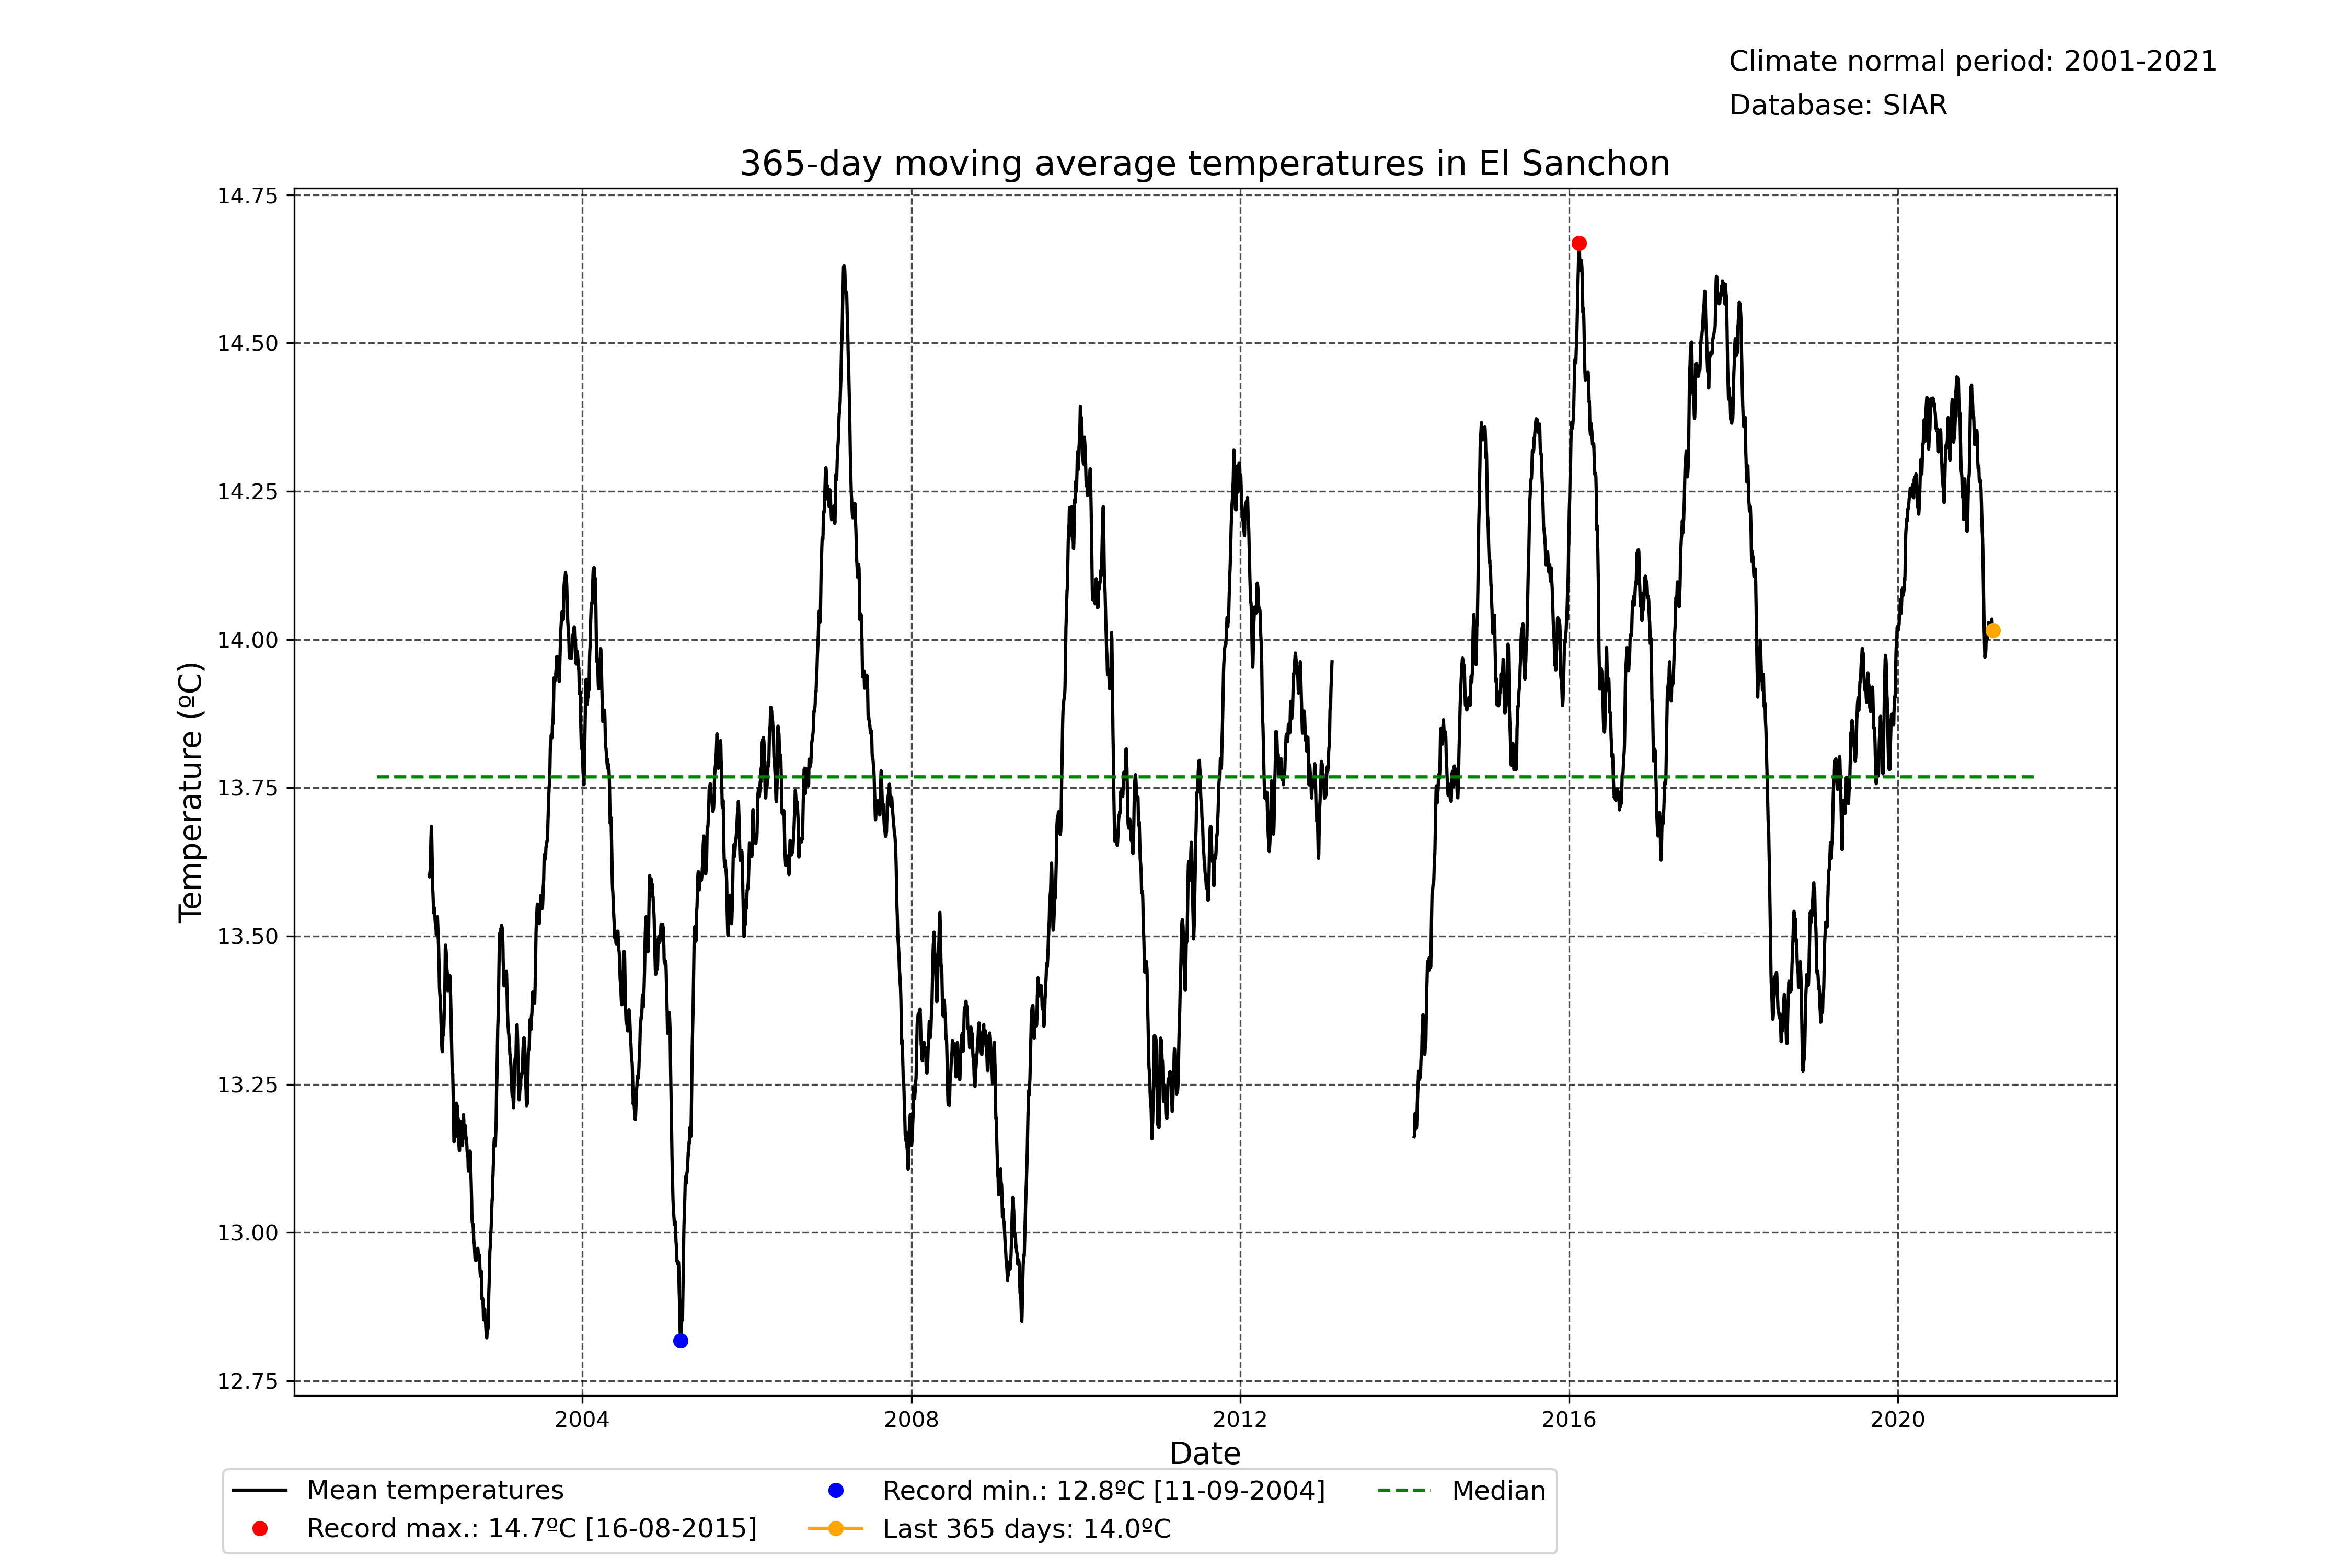 Climate normal period: 2001-2021
Database: SIAR
365-day moving average temperatures in El Sanchon
Temperature (ºC)
14.75
14.50
14.25
14.00
13.75
13.50
13.25
13.00
12.75
2004 2008 2012 2016 2020
Date
Mean temperatures
Record max.: 14.7ºC [16-08-2015]
Record min.: 12.8ºC [11-09-2004]
Last 365 days: 14.0ºC
Median